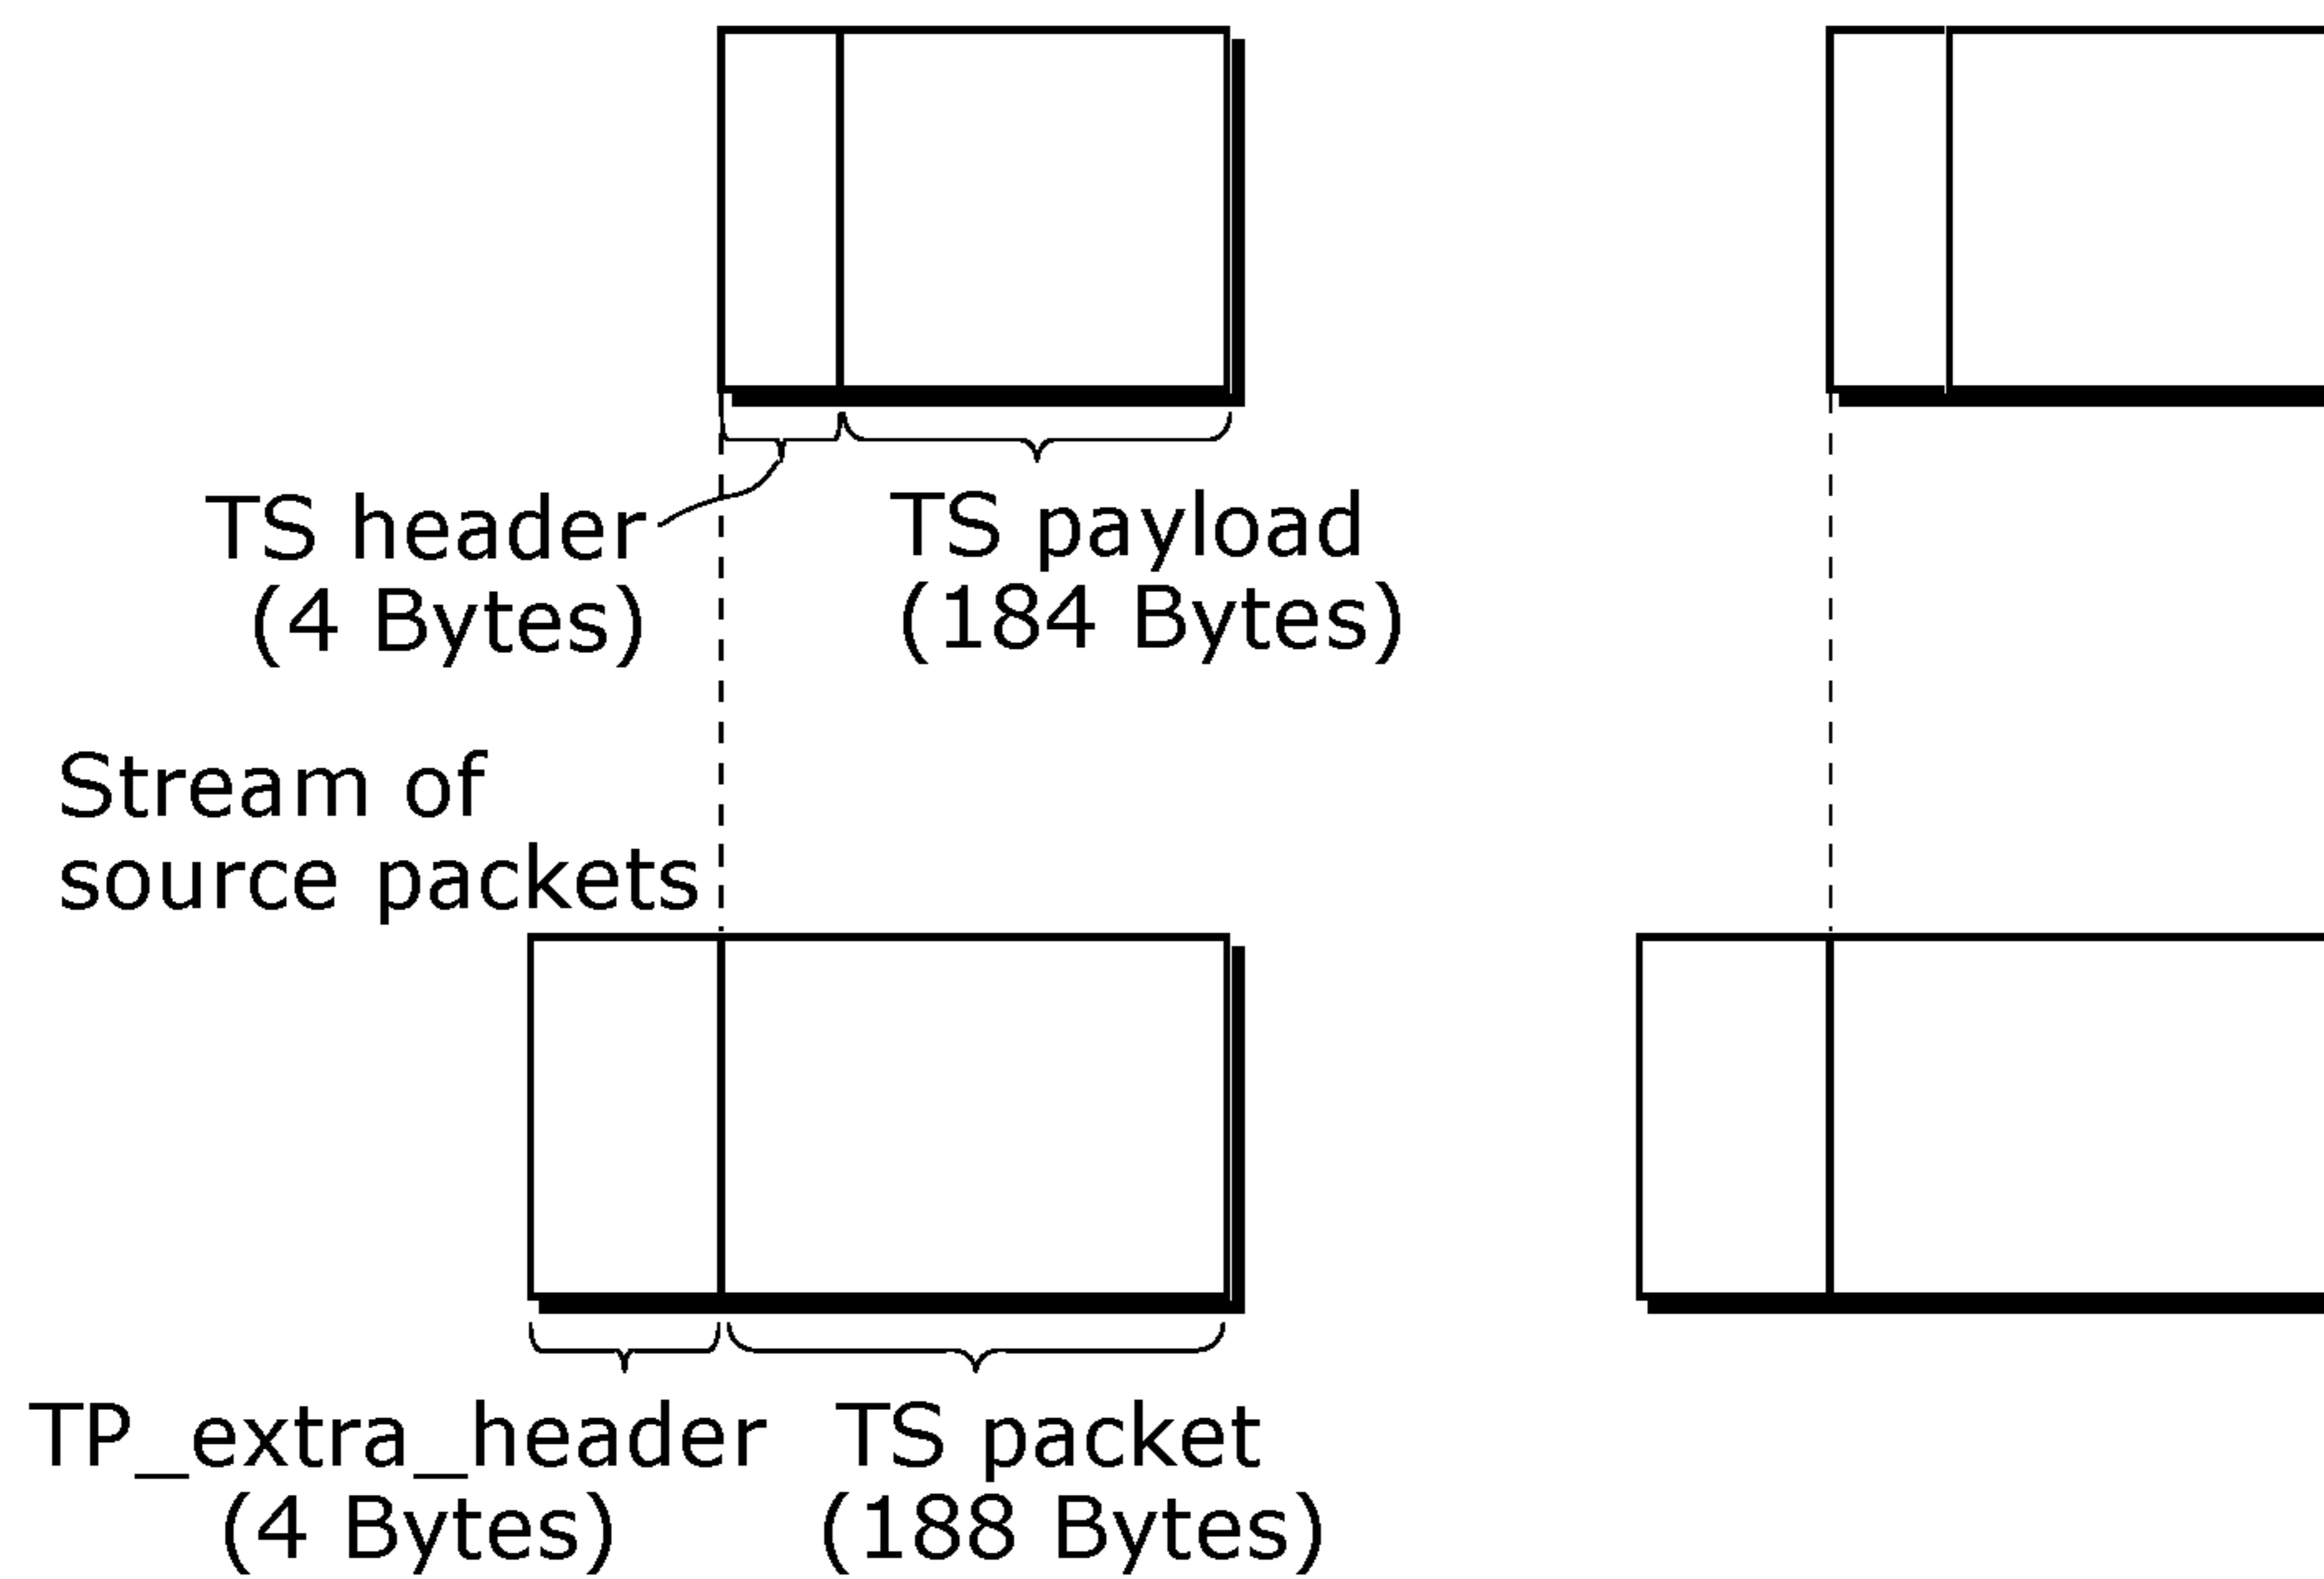 TS header
(4 Bytes)
TS payload
(184 Bytes)
Stream of
source packets
TP_extra_header
(4 Bytes)
TS packet
(188 Bytes)